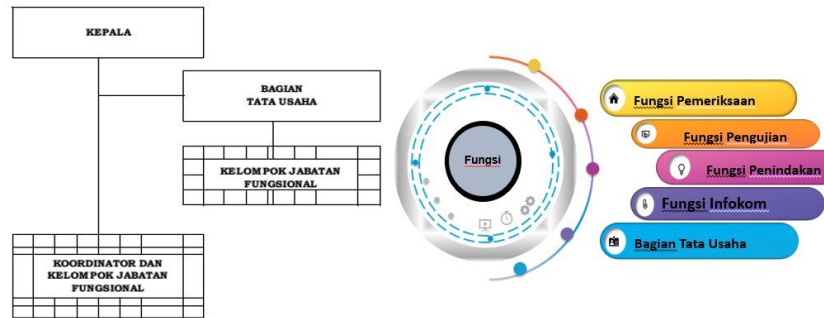 KEPALA
BAGIAN
TATA USAHA
KELOMPOK JABATAN
FUNGSIONAL
KOORDINATOR DAN
KELOMPOK JABATAN
FUNGSIONAL
Fungsi
Fungsi Pemeriksaan
Fungsi Pengujian
Fungsi Penindakan
Fungsi Infokom
Bagian Tata Usaha